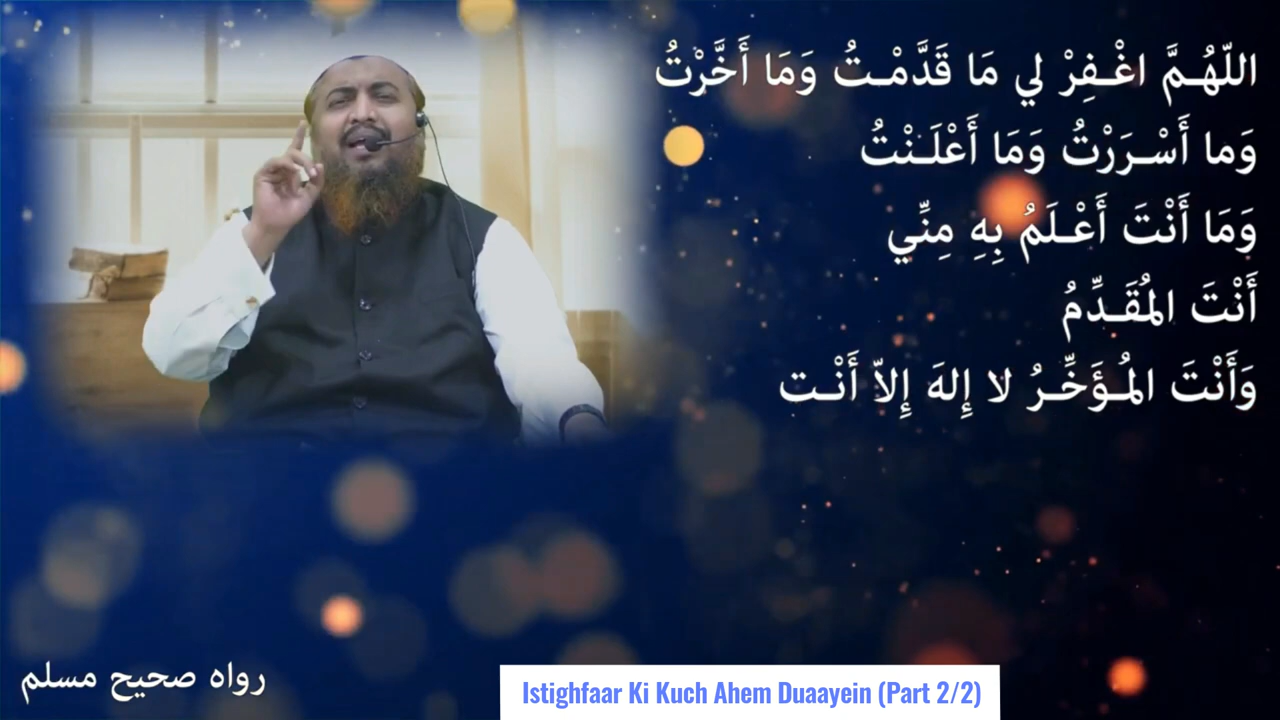 اللّهُـمَّ اغْـفِرْ لي مَا قَدَّمْـتُ وَمَا أَخَّرْتُ
وَما أَسْـرَرْتُ وَمَا أَعْلَـنْتُ
وَمَا أَنْتَ أَعْـلَمُ بِهِ مِنِّي
أَنْتَ المُقَـدِّمُ
وَأَنْتَ المُـؤَخِّـرُ لا إِلهَ إِلاّ أَنْـت
رواه صحيح مسلم
Istighfaar Ki Kuch Ahem Duaayein (Part 2/2)